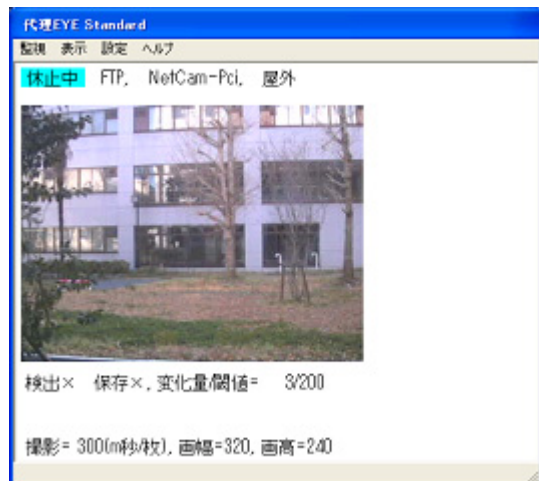 代理EYE Standard
監視 表示 設定 ヘルプ
休止中 FTP, NetCam-Pci, 屋外
検出× 保存×, 変化量/閾値= 3/200
撮影= 300(m秒/枚), 画幅=320, 画高=240